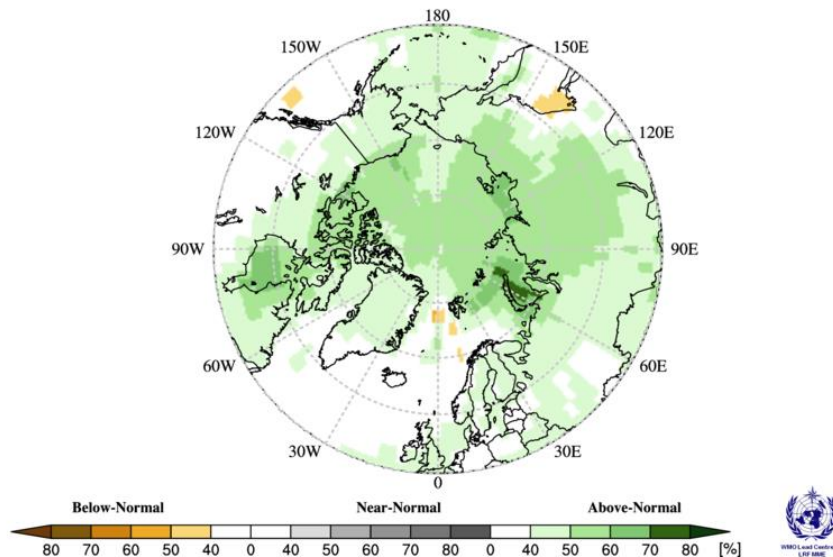 180
150W
150E
120W
120E
90W
90E
60W
60E
30W
30E
0
Below-Normal Near-Normal Above-Normal
80 70 60 50 40 0 40 50 60 70 80 0 40 50 60 70 80 [%]
WMO Lead Centre
LRF MME